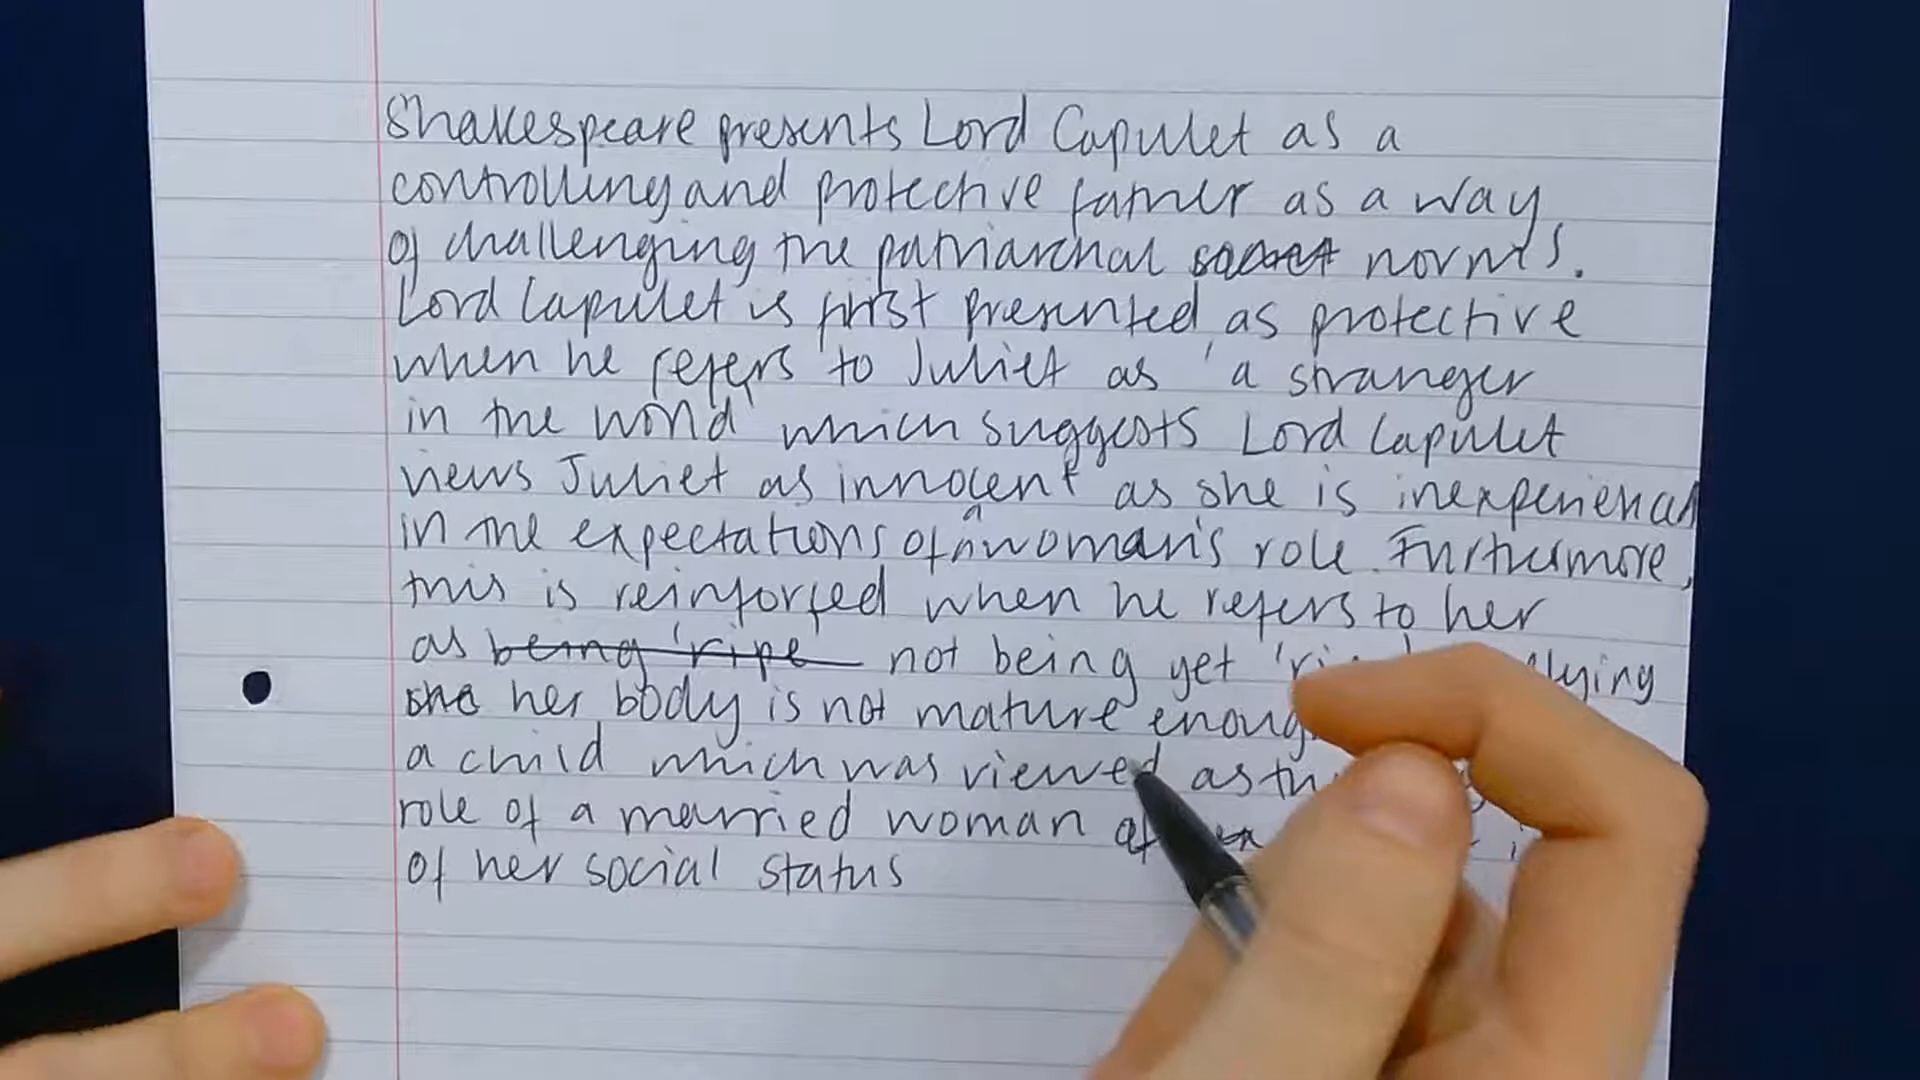 Shakespeare presents Lord Capulet as a
controlling and protective father as a way
of challenging the patriarchal norms.
Lord Capulet is first presented as protective
when he refers to Juliet as 'a stranger
in the world' which suggests Lord Capulet
views Juliet as innocent as she is inexperienced
in the expectations of a woman's role. Furthermore,
this is reinforced when he refers to her
as being 'ripe' not being yet
she her body is not mature
a child which was viewed as
role of a married woman
of her social status